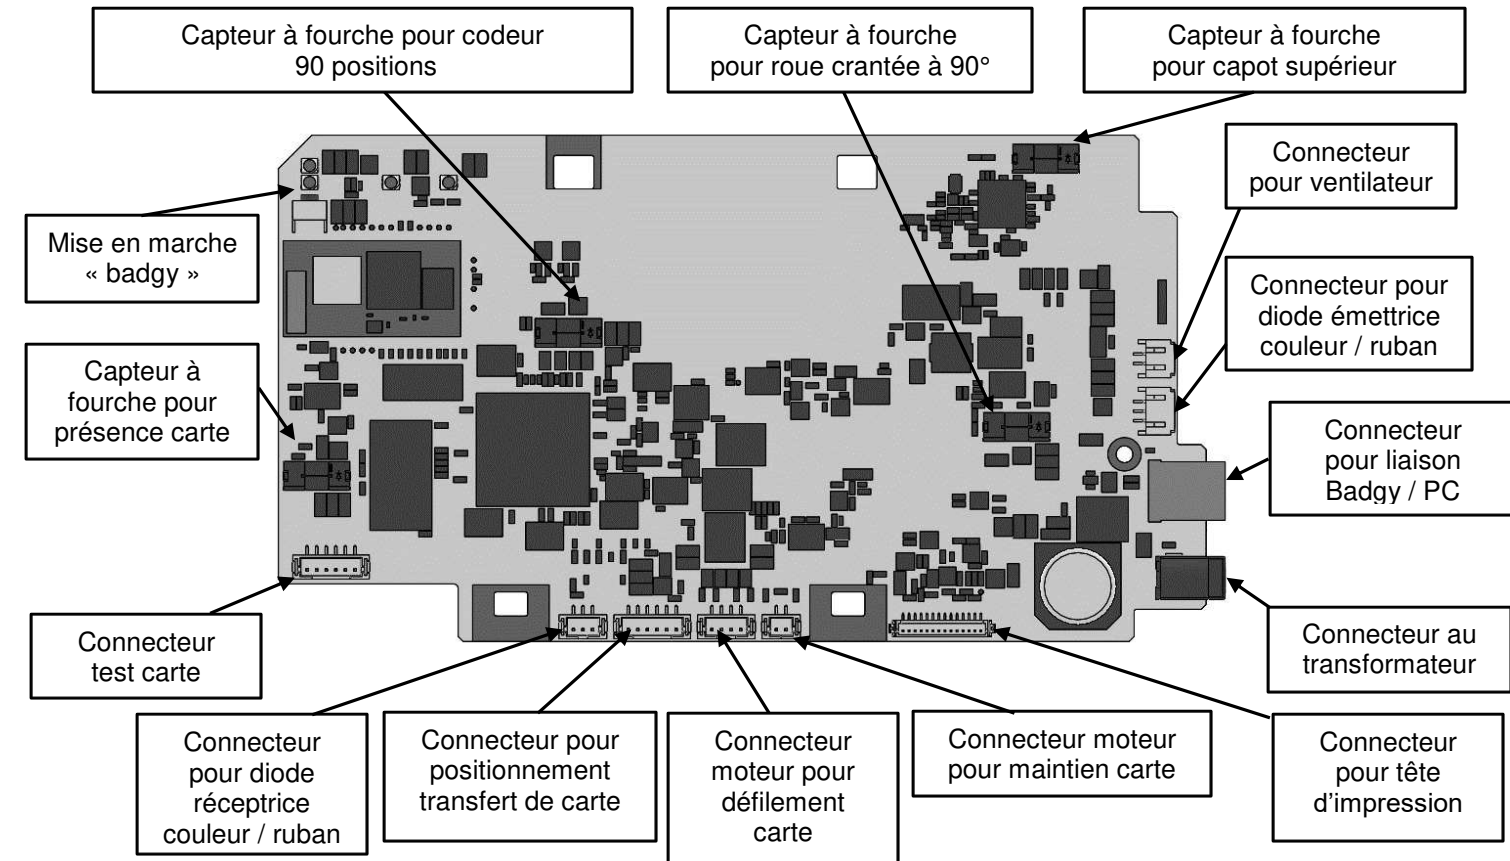 Capteur à fourche pour codeur
90 positions
Capteur à fourche
pour roue crantée à 90°
Capteur à fourche
pour capot supérieur
Connecteur
pour ventilateur
Mise en marche
« badgy »
Connecteur pour
diode émettrice
couleur / ruban
Capteur à
fourche pour
présence carte
Connecteur
pour liaison
Badgy / PC
Connecteur
test carte
Connecteur au
transformateur
Connecteur
pour diode
réceptrice
couleur / ruban
Connecteur pour
positionnement
transfert de carte
Connecteur
moteur pour
défilement
carte
Connecteur moteur
pour maintien carte
Connecteur
pour tête
d’impression